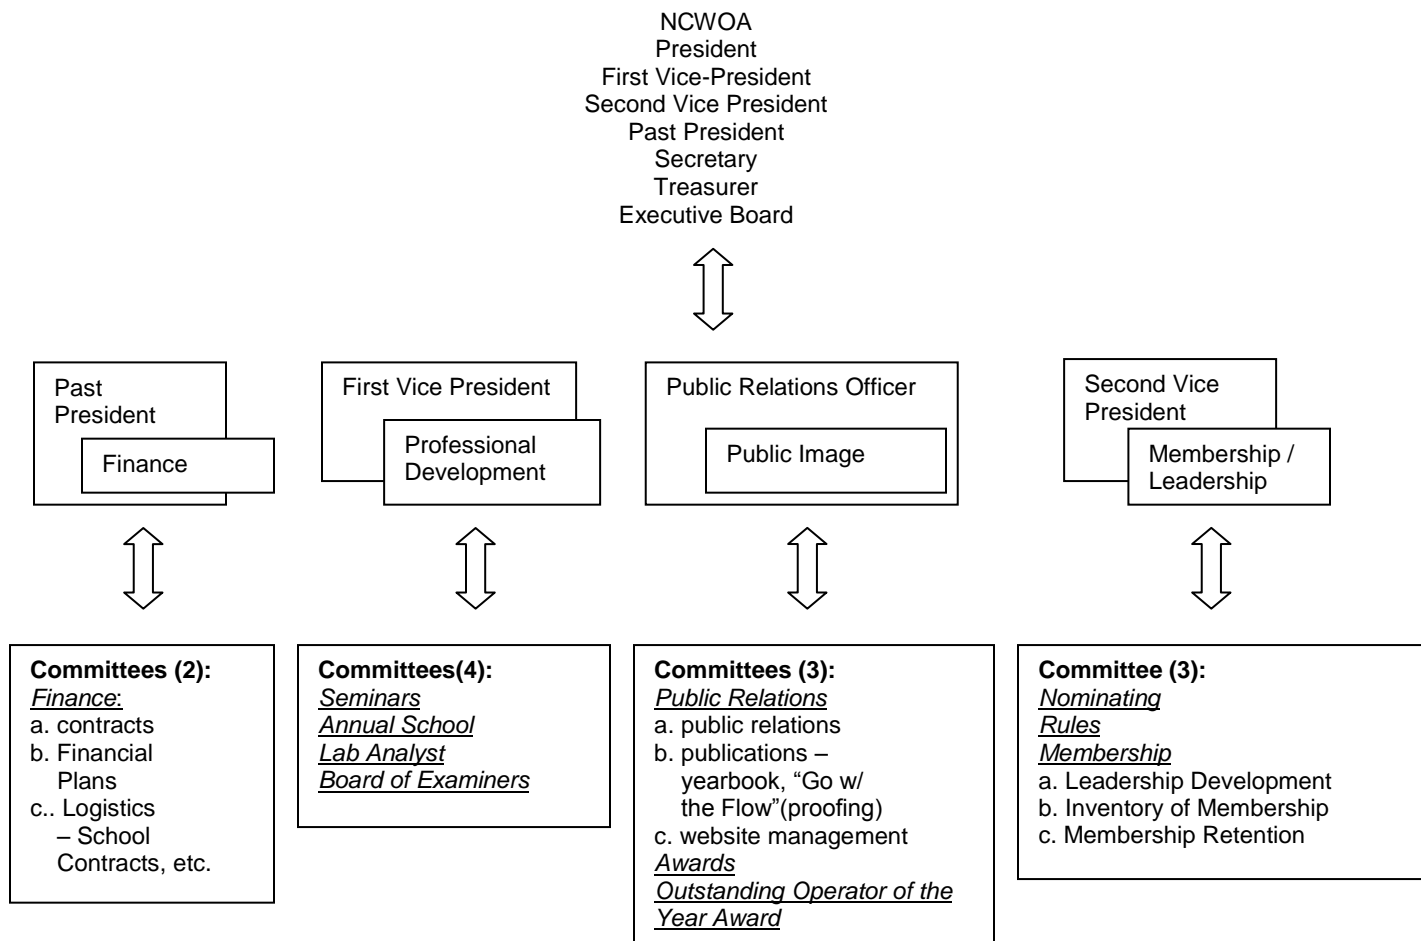 NCWOA
President
First Vice-President
Second Vice President
Past President
Secretary
Treasurer
Executive Board
Past
President
Finance
First Vice President
Professional
Development
Public Relations Officer
Public Image
Second Vice
President
Membership /
Leadership
Committees (2):
Finance:
a. contracts
b. Financial
Plans
c.. Logistics
– School
Contracts, etc.
Committees(4):
Seminars
Annual School
Lab Analyst
Board of Examiners
Committees (3):
Public Relations
a. public relations
b. publications –
yearbook, “Go w/
the Flow”(proofing)
c. website management
Awards
Outstanding Operator of the
Year Award
Committee (3):
Nominating
Rules
Membership
a. Leadership Development
b. Inventory of Membership
c. Membership Retention